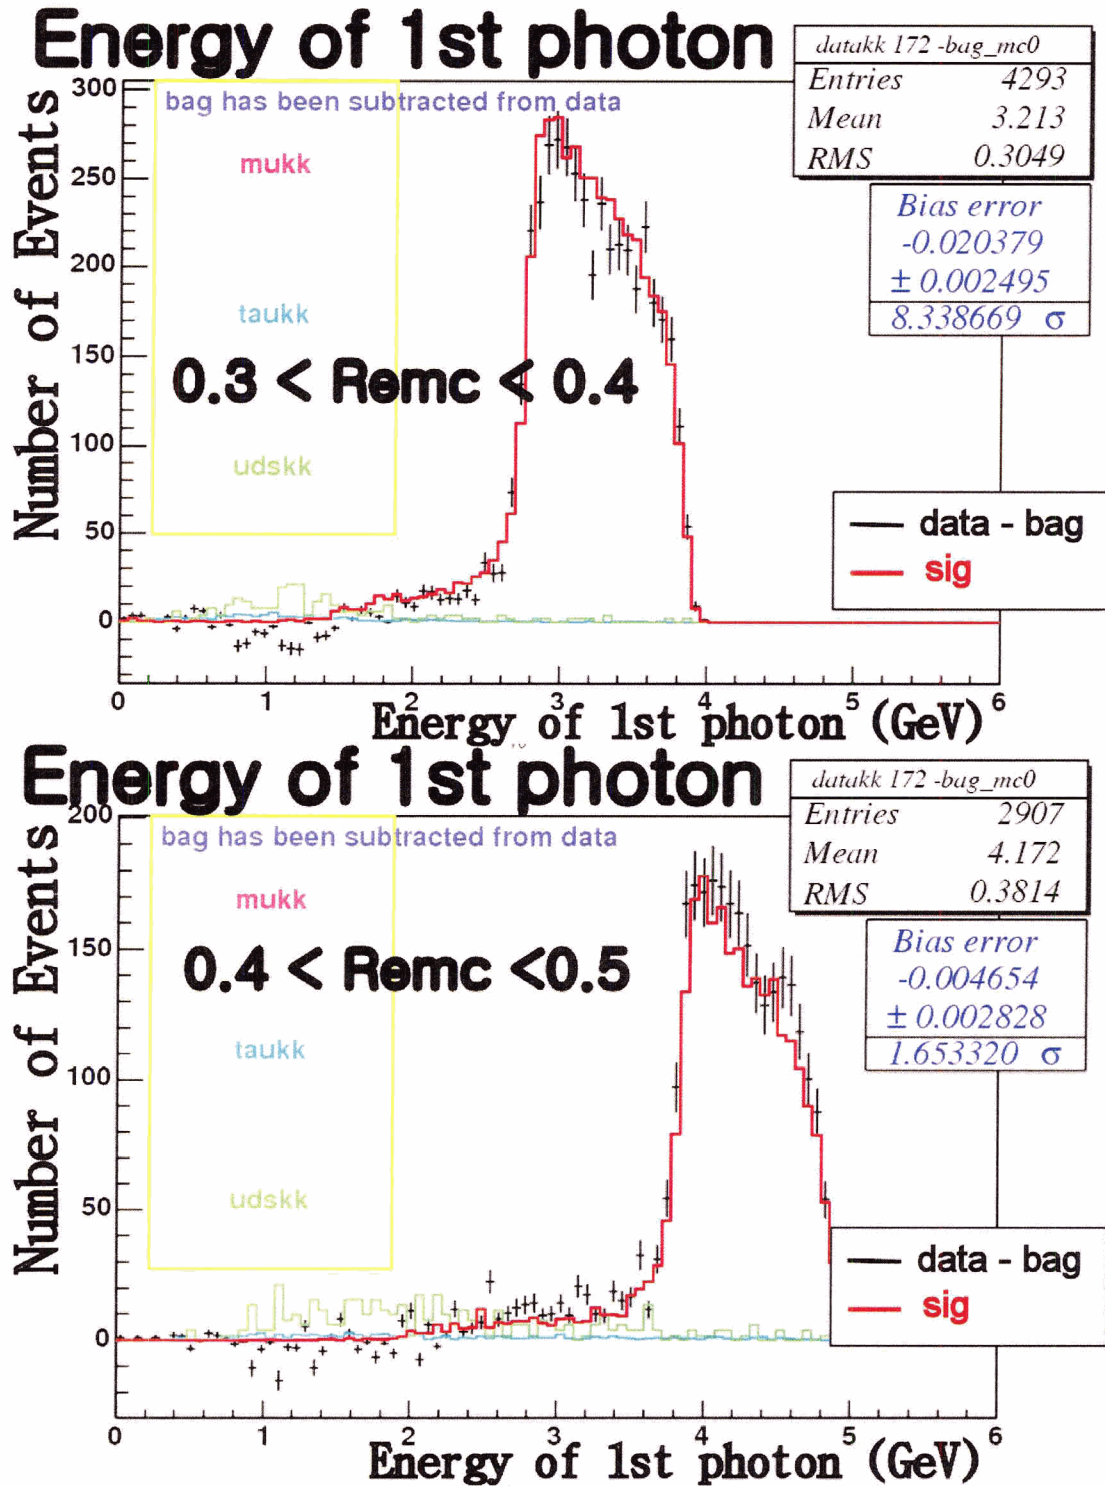 Energy of 1st photon
datakk 172 -bag_mc0
Entries 4293
Mean 3.213
RMS 0.3049
Bias error
-0.020379
± 0.002495
8.338669 σ
bag has been subtracted from data
mukk
taukk
0.3 < Remc < 0.4
udskk
data - bag
sig
Number of Events
300
250
200
150
100
50
0
0 1 2 3 4 5 6
Energy of 1st photon (GeV)
Energy of 1st photon
datakk 172 -bag_mc0
Entries 2907
Mean 4.172
RMS 0.3814
Bias error
-0.004654
± 0.002828
1.653320 σ
bag has been subtracted from data
mukk
0.4 < Remc <0.5
taukk
udskk
data - bag
sig
Number of Events
200
150
100
50
0
0 1 2 3 4 5 6
Energy of 1st photon (GeV)